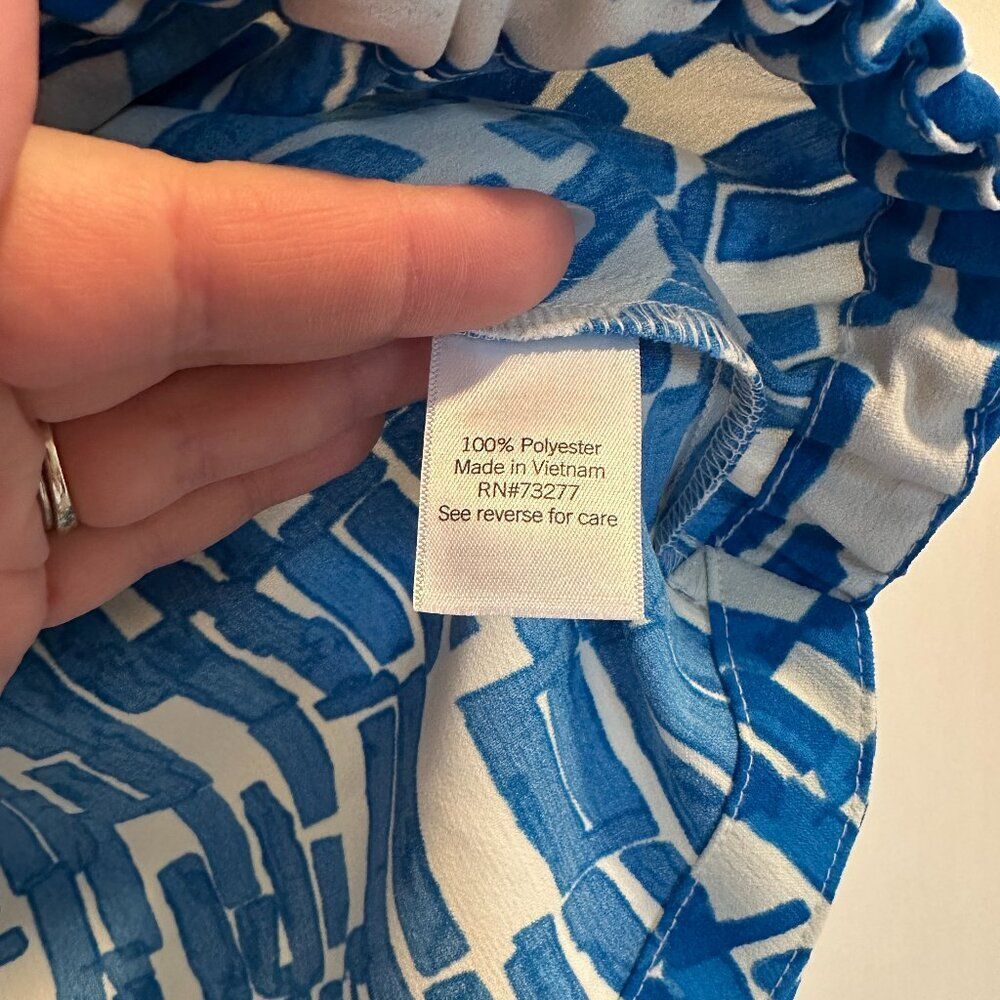 100% Polyester
Made in Vietnam
RN#73277
See reverse for care